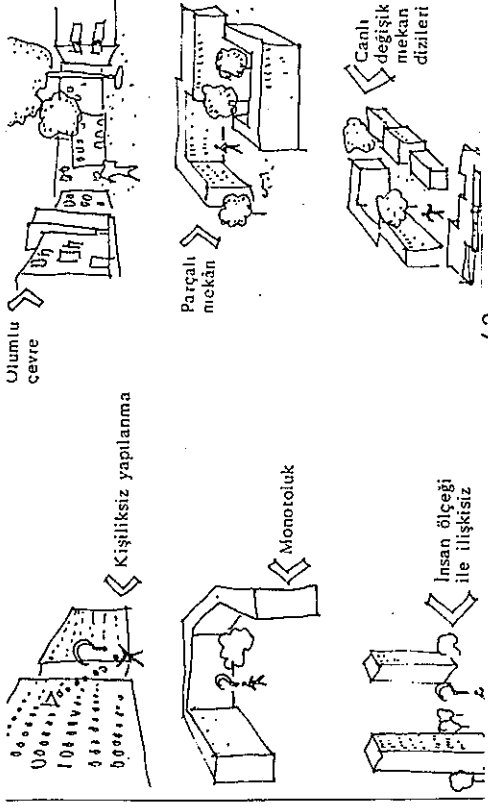 Olumlu
çevre
Kişiliksiz yapılanma
Parçalı
mekân
Monotoluk
Canlı
değişik
mekan
dizileri
İnsan ölçeği
ile ilişkisiz